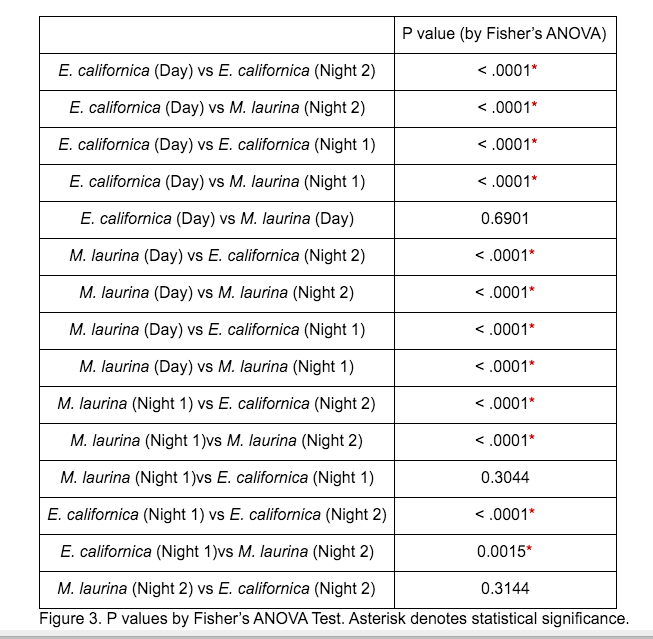 P value (by Fisher's ANOVA)
E. californica (Day) vs E. californica (Night 2) < .0001*
E. californica (Day) vs M. laurina (Night 2) < .0001*
E. californica (Day) vs E. californica (Night 1) < .0001*
E. californica (Day) vs M. laurina (Night 1) < .0001*
E. californica (Day) vs M. laurina (Day) 0.6901
M. laurina (Day) vs E. californica (Night 2) < .0001*
M. laurina (Day) vs M. laurina (Night 2) < .0001*
M. laurina (Day) vs E. californica (Night 1) < .0001*
M. laurina (Day) vs M. laurina (Night 1) < .0001*
M. laurina (Night 1) vs E. californica (Night 2) < .0001*
M. laurina (Night 1)vs M. laurina (Night 2) < .0001*
M. laurina (Night 1)vs E. californica (Night 1) 0.3044
E. californica (Night 1) vs E. californica (Night 2) < .0001*
E. californica (Night 1)vs M. laurina (Night 2) 0.0015*
M. laurina (Night 2) vs E. californica (Night 2) 0.3144
Figure 3. P values by Fisher's ANOVA Test. Asterisk denotes statistical significance.